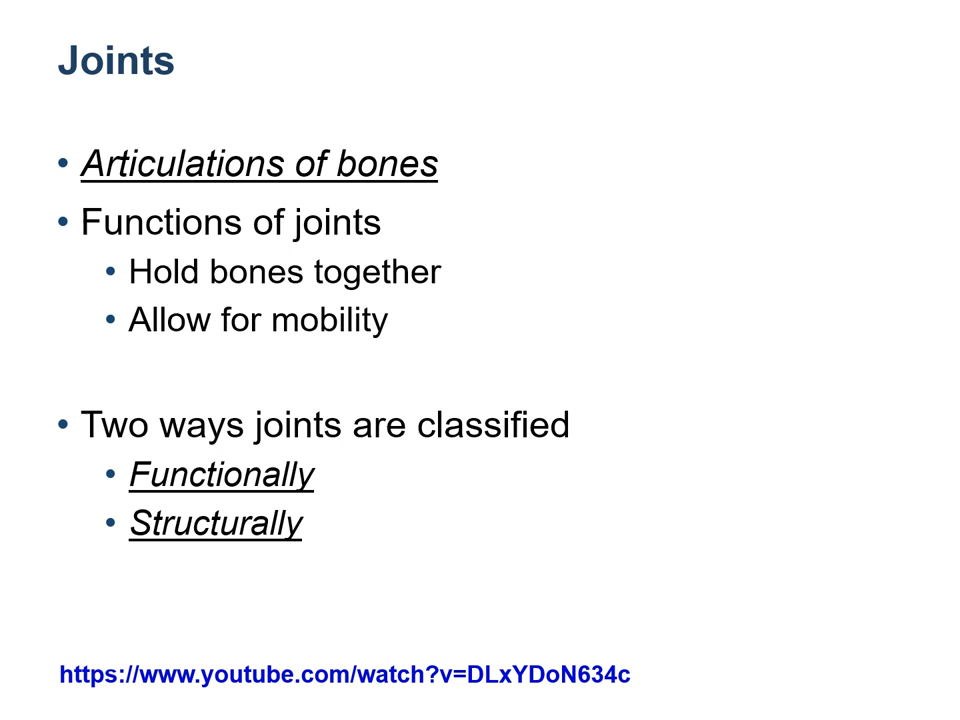 Joints
• Articulations of bones
• Functions of joints
• Hold bones together
• Allow for mobility
• Two ways joints are classified
• Functionally
• Structurally
https://www.youtube.com/watch?v=DLxYDoN634c